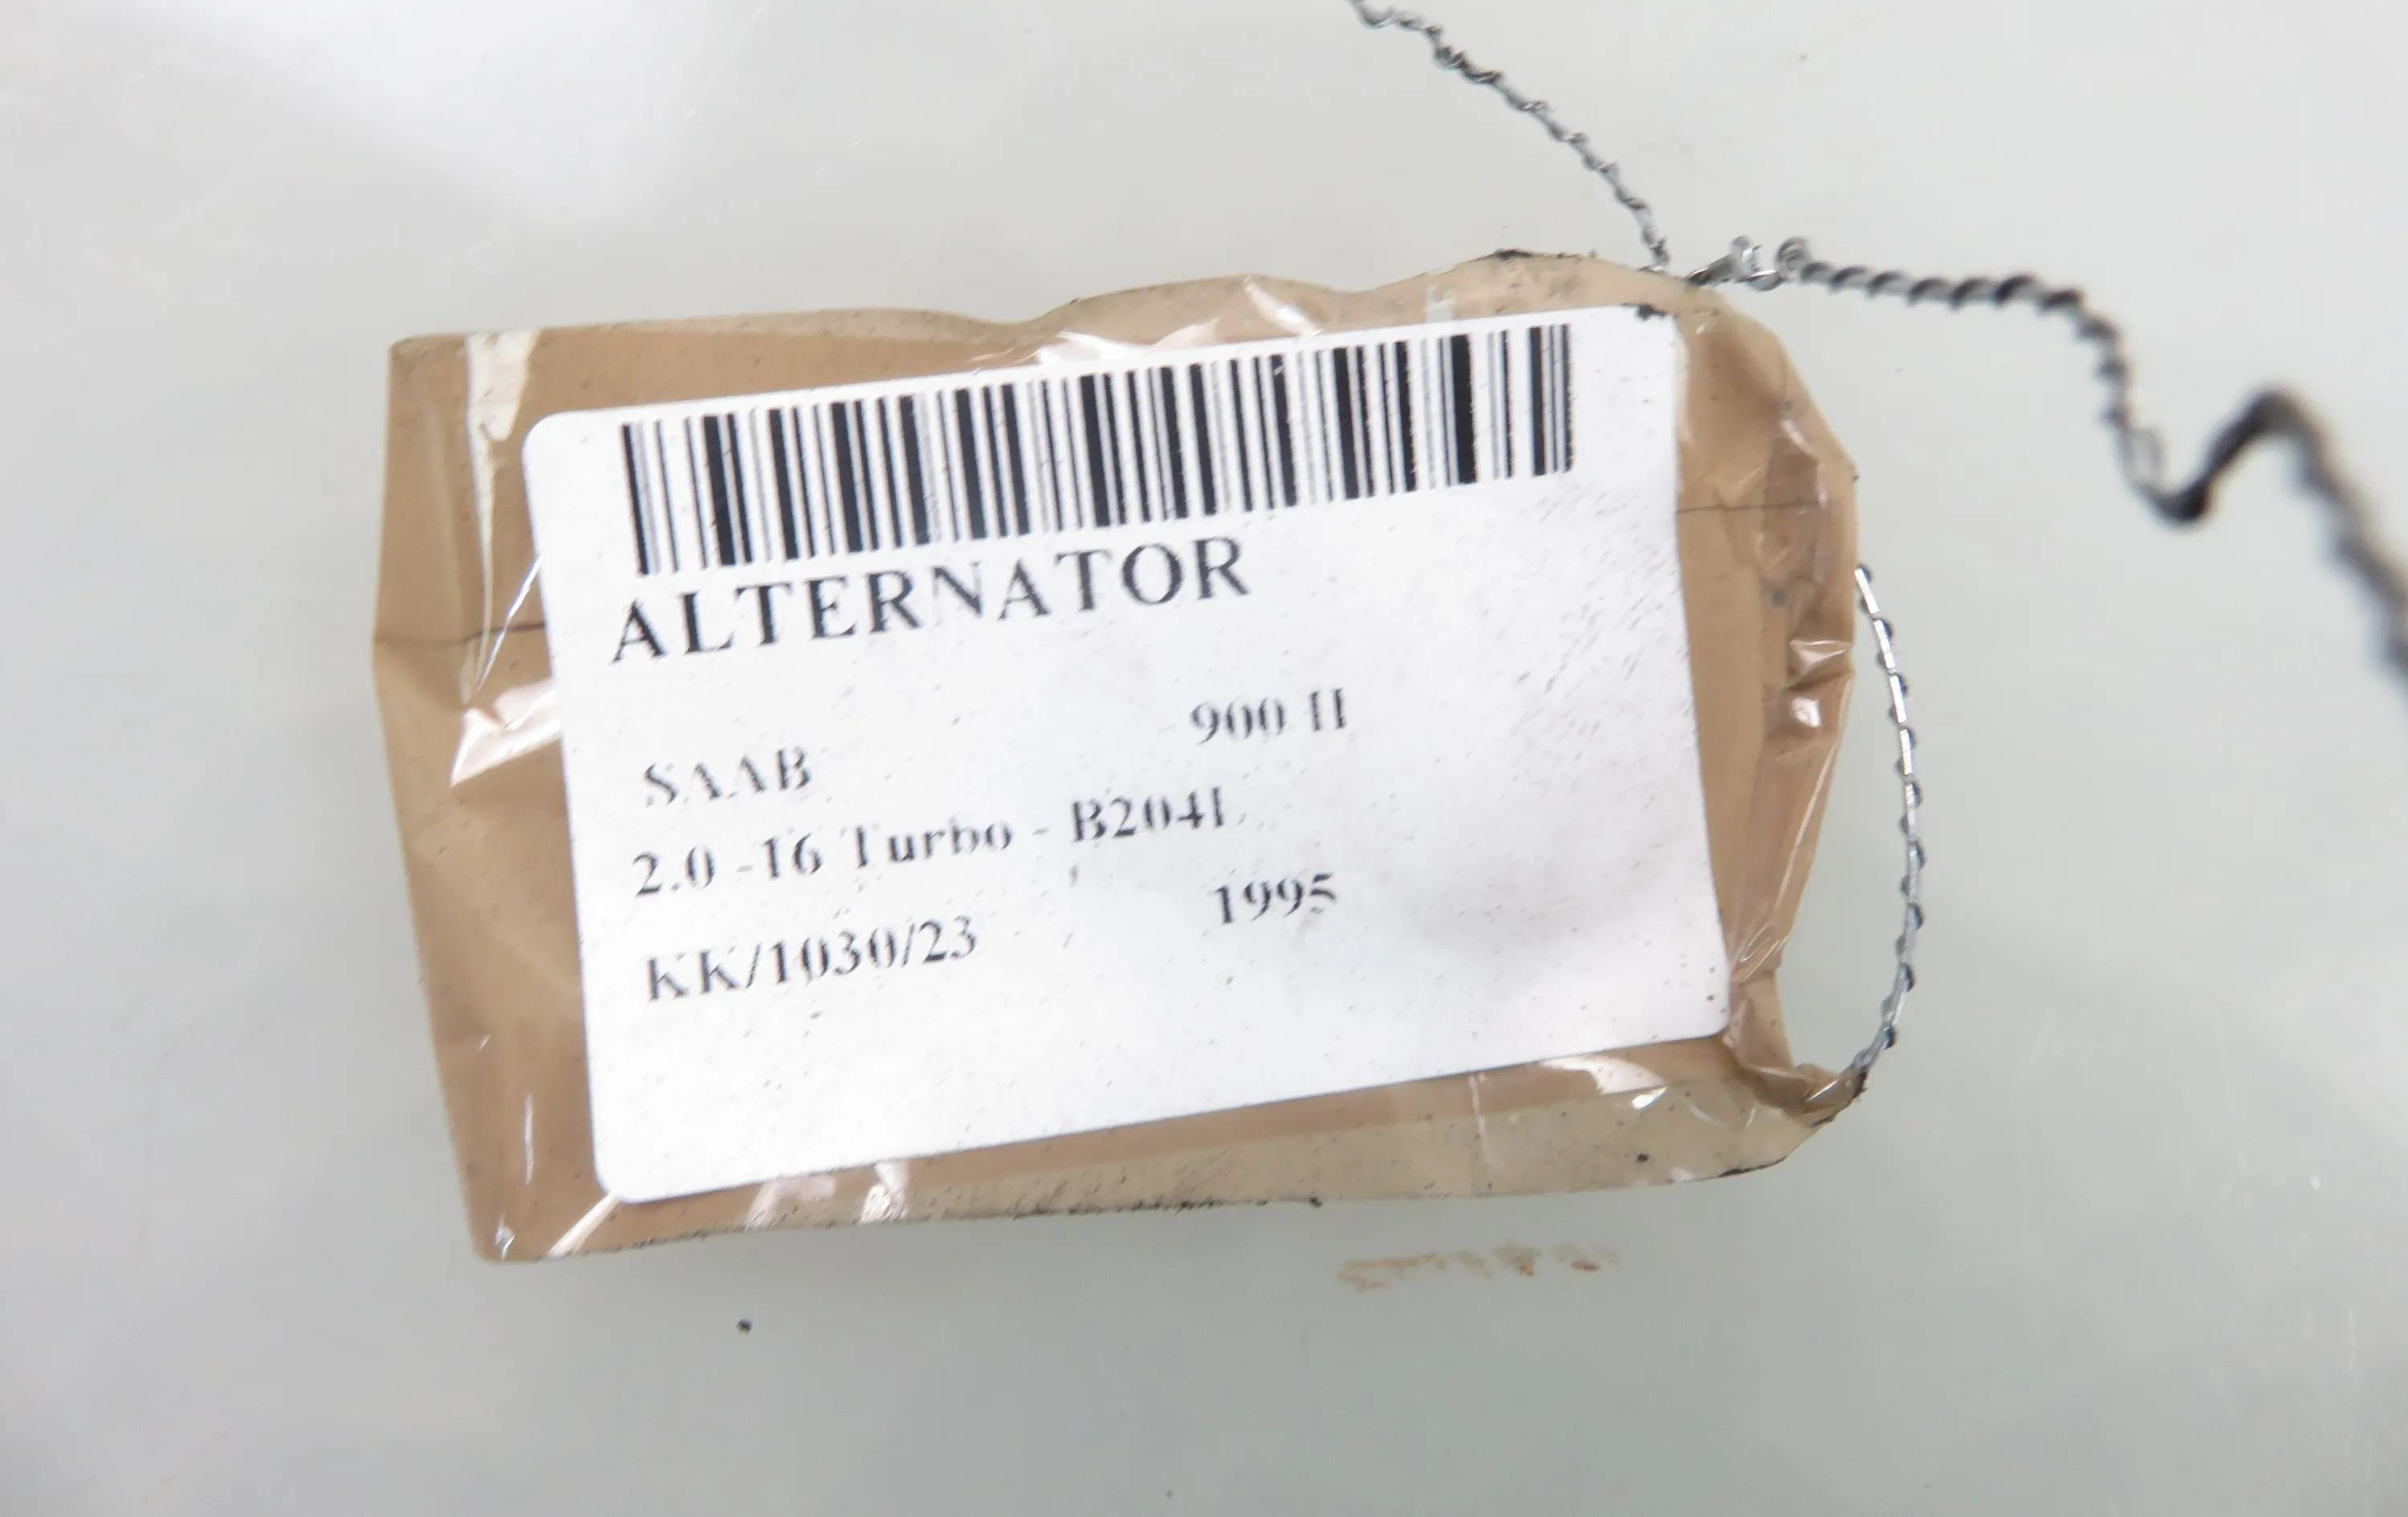 ALTERNATOR
SAAB 900 II
2.0 -16 Turbo - B204L
KK/1030/23 1995